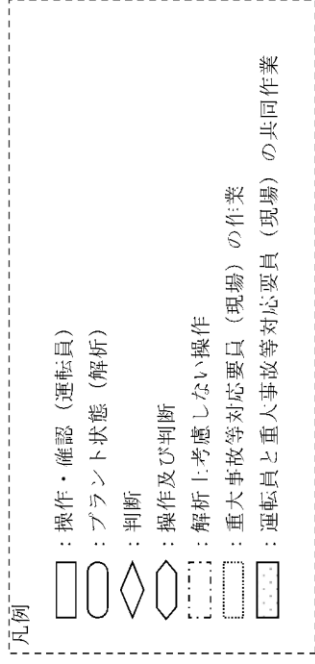 凡例
：操作・確認（運転員）
：プラント状態（解析）
：判断
：操作及び判断
：解析上考慮しない操作
：重大事故等対応要員（現場）の作業
：運転員と重大事故等対応要員（現場）の共同作業